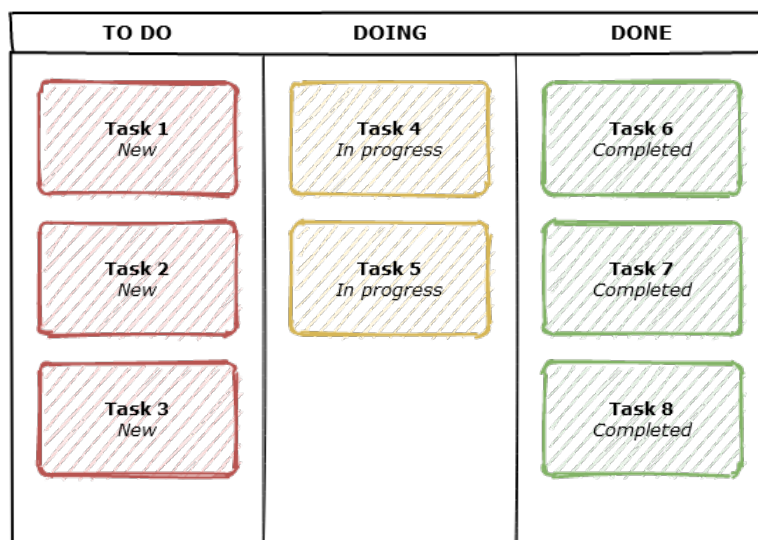 TO DO
DOING
DONE
Task 1
New
Task 2
New
Task 3
New
Task 4
In progress
Task 5
In progress
Task 6
Completed
Task 7
Completed
Task 8
Completed